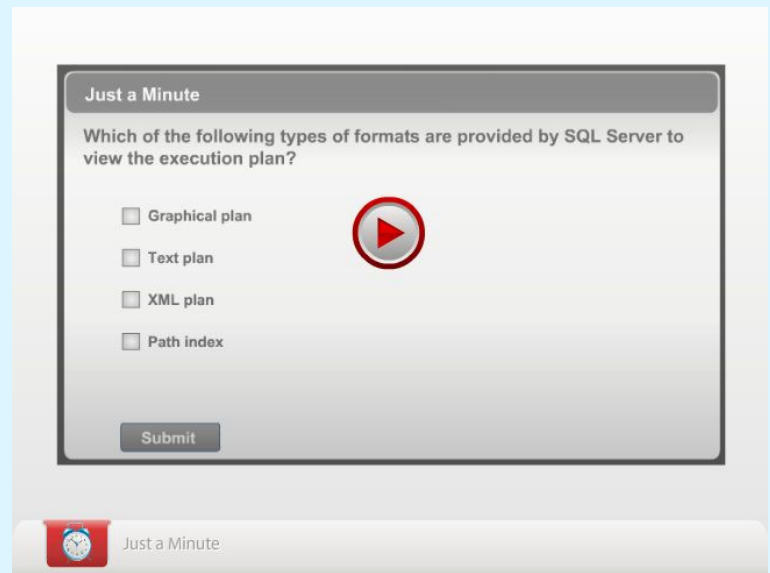 Just a Minute
Which of the following types of formats are provided by SQL Server to
view the execution plan?
Graphical plan
Text plan
XML plan
Path index
Submit
Just a Minute